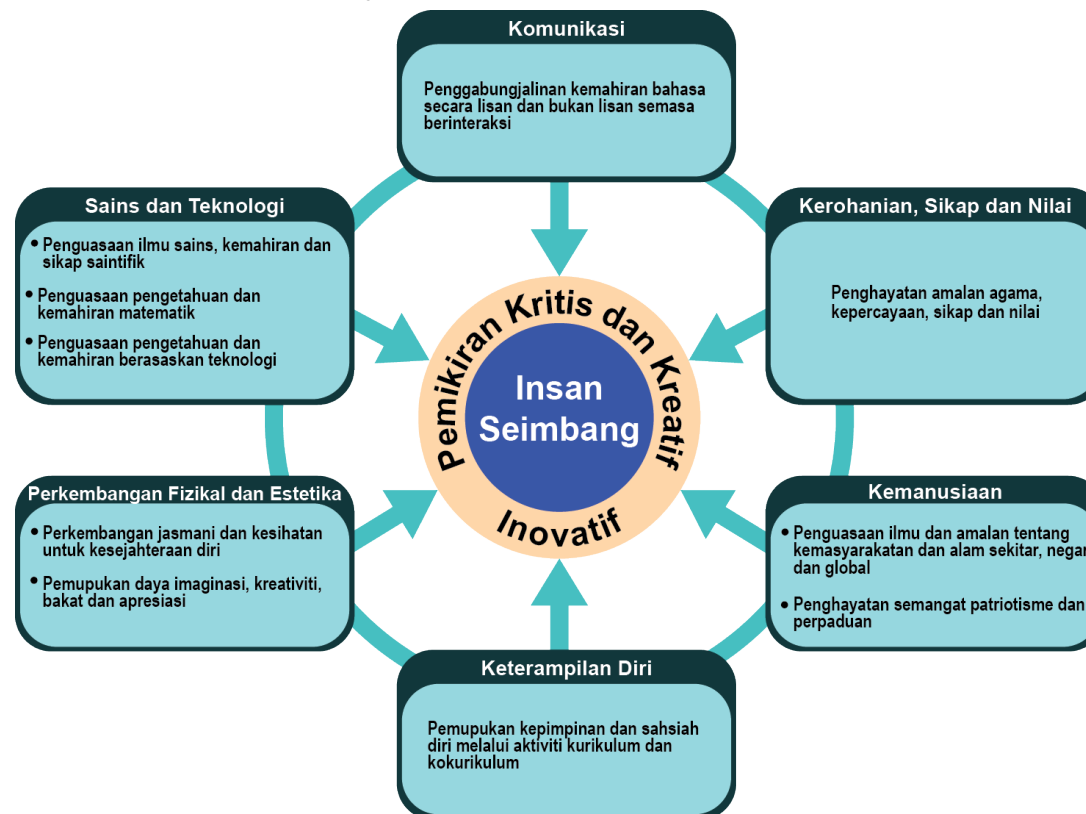 Komunikasi
Penggabungjalinan kemahiran bahasa
secara lisan dan bukan lisan semasa
berinteraksi
Sains dan Teknologi
• Penguasaan ilmu sains, kemahiran dan
sikap saintifik
• Penguasaan pengetahuan dan
kemahiran matematik
• Penguasaan pengetahuan dan
kemahiran berasaskan teknologi
Kerohanian, Sikap dan Nilai
Penghayatan amalan agama,
kepercayaan, sikap dan nilai
Pemikiran Kritis dan Kreatif
Insan
Seimbang
Inovatif
Perkembangan Fizikal dan Estetika
• Perkembangan jasmani dan kesihatan
untuk kesejahteraan diri
• Pemupukan daya imaginasi, kreativiti,
bakat dan apresiasi
Kemanusiaan
• Penguasaan ilmu dan amalan tentang
kemasyarakatan dan alam sekitar, negar
dan global
• Penghayatan semangat patriotisme dan
perpaduan
Keterampilan Diri
Pemupukan kepimpinan dan sahsiah
diri melalui aktiviti kurikulum dan
kokurikulum